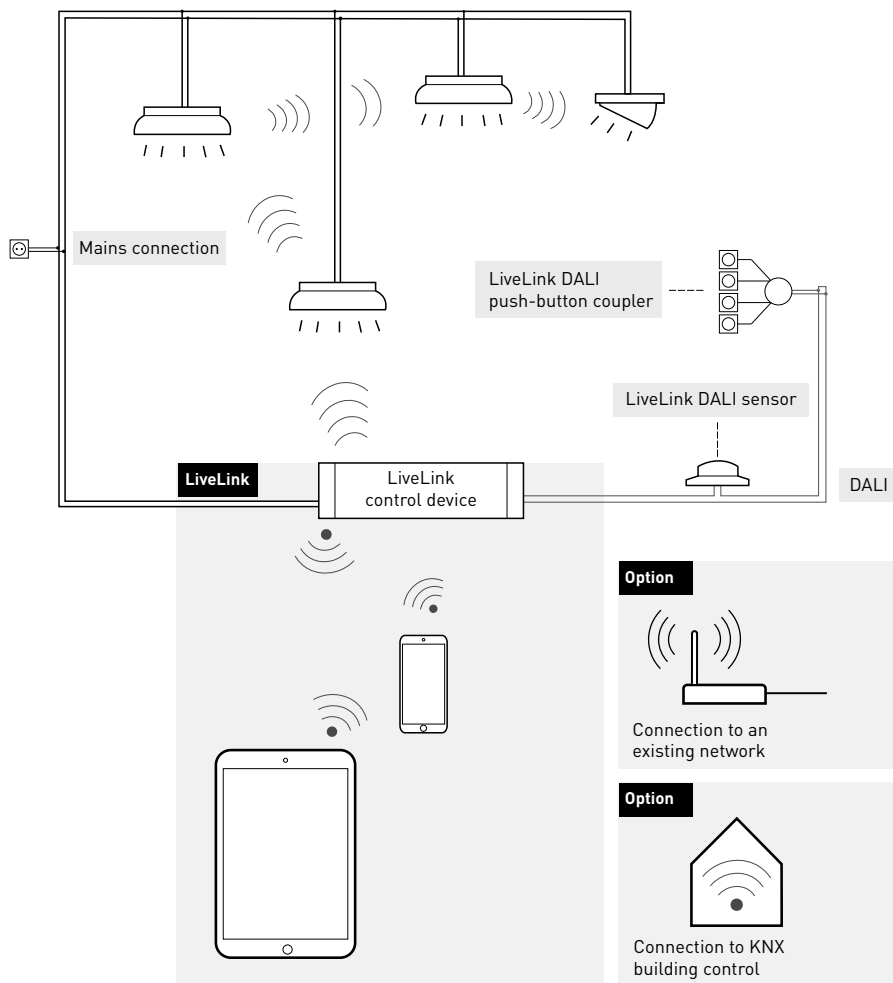 Mains connection
LiveLink DALI
push-button coupler
LiveLink DALI sensor
LiveLink
LiveLink
control device
DALI
Option
Connection to an
existing network
Option
Connection to KNX
building control